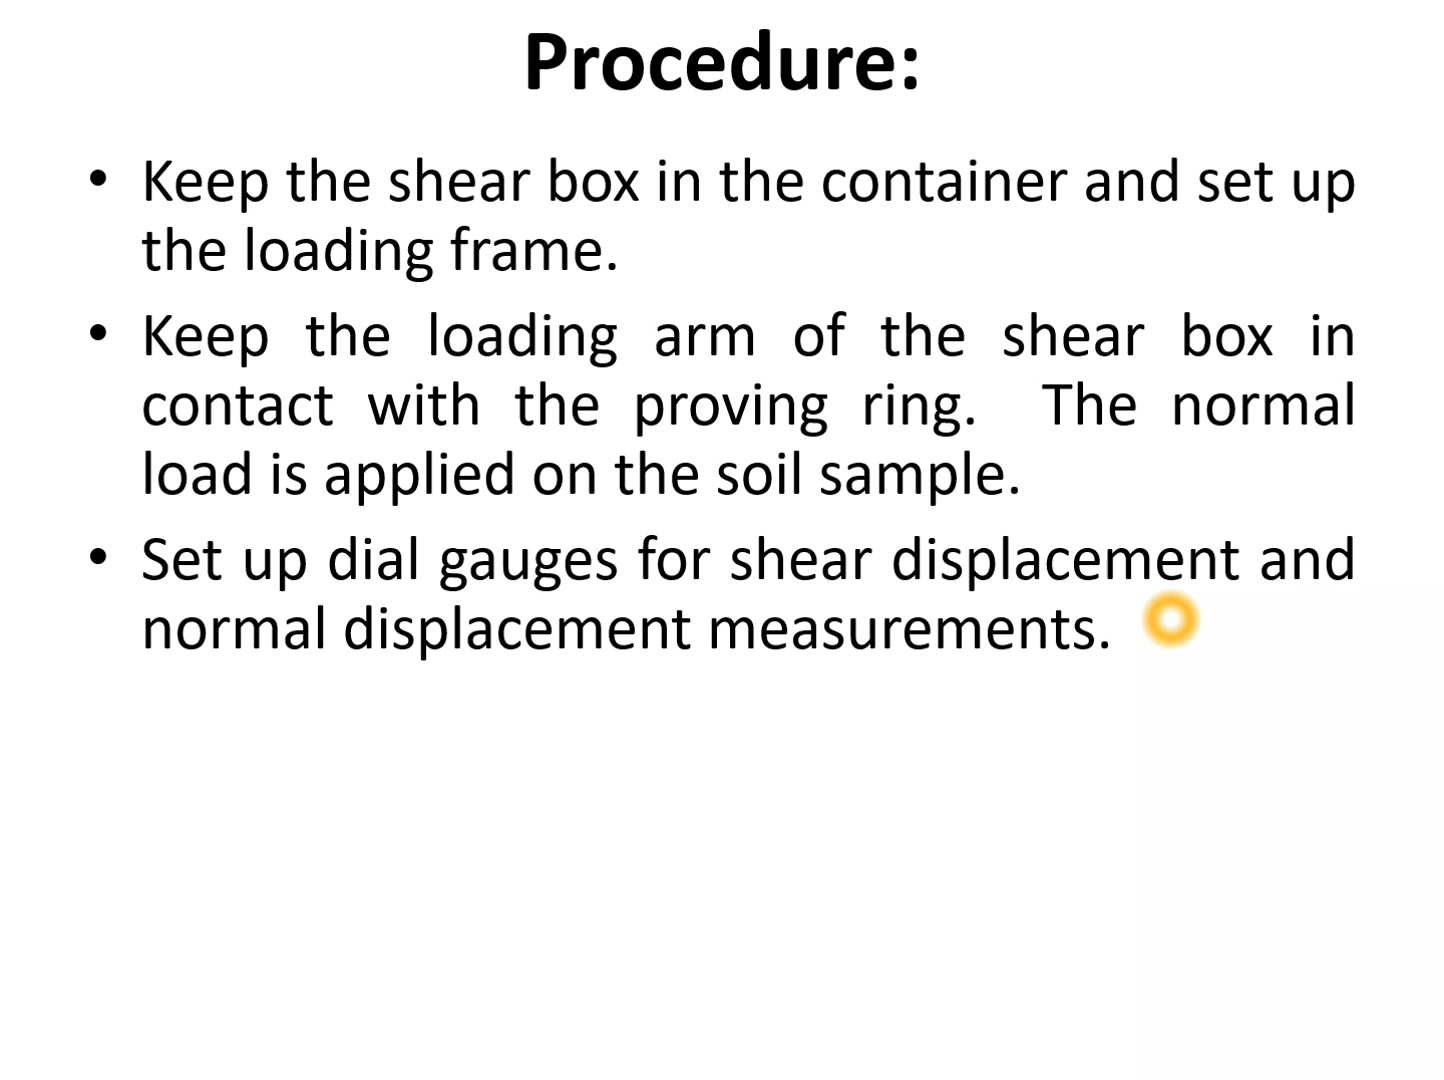 Procedure:
• Keep the shear box in the container and set up
the loading frame.
• Keep the loading arm of the shear box in
contact with the proving ring. The normal
load is applied on the soil sample.
• Set up dial gauges for shear displacement and
normal displacement measurements.